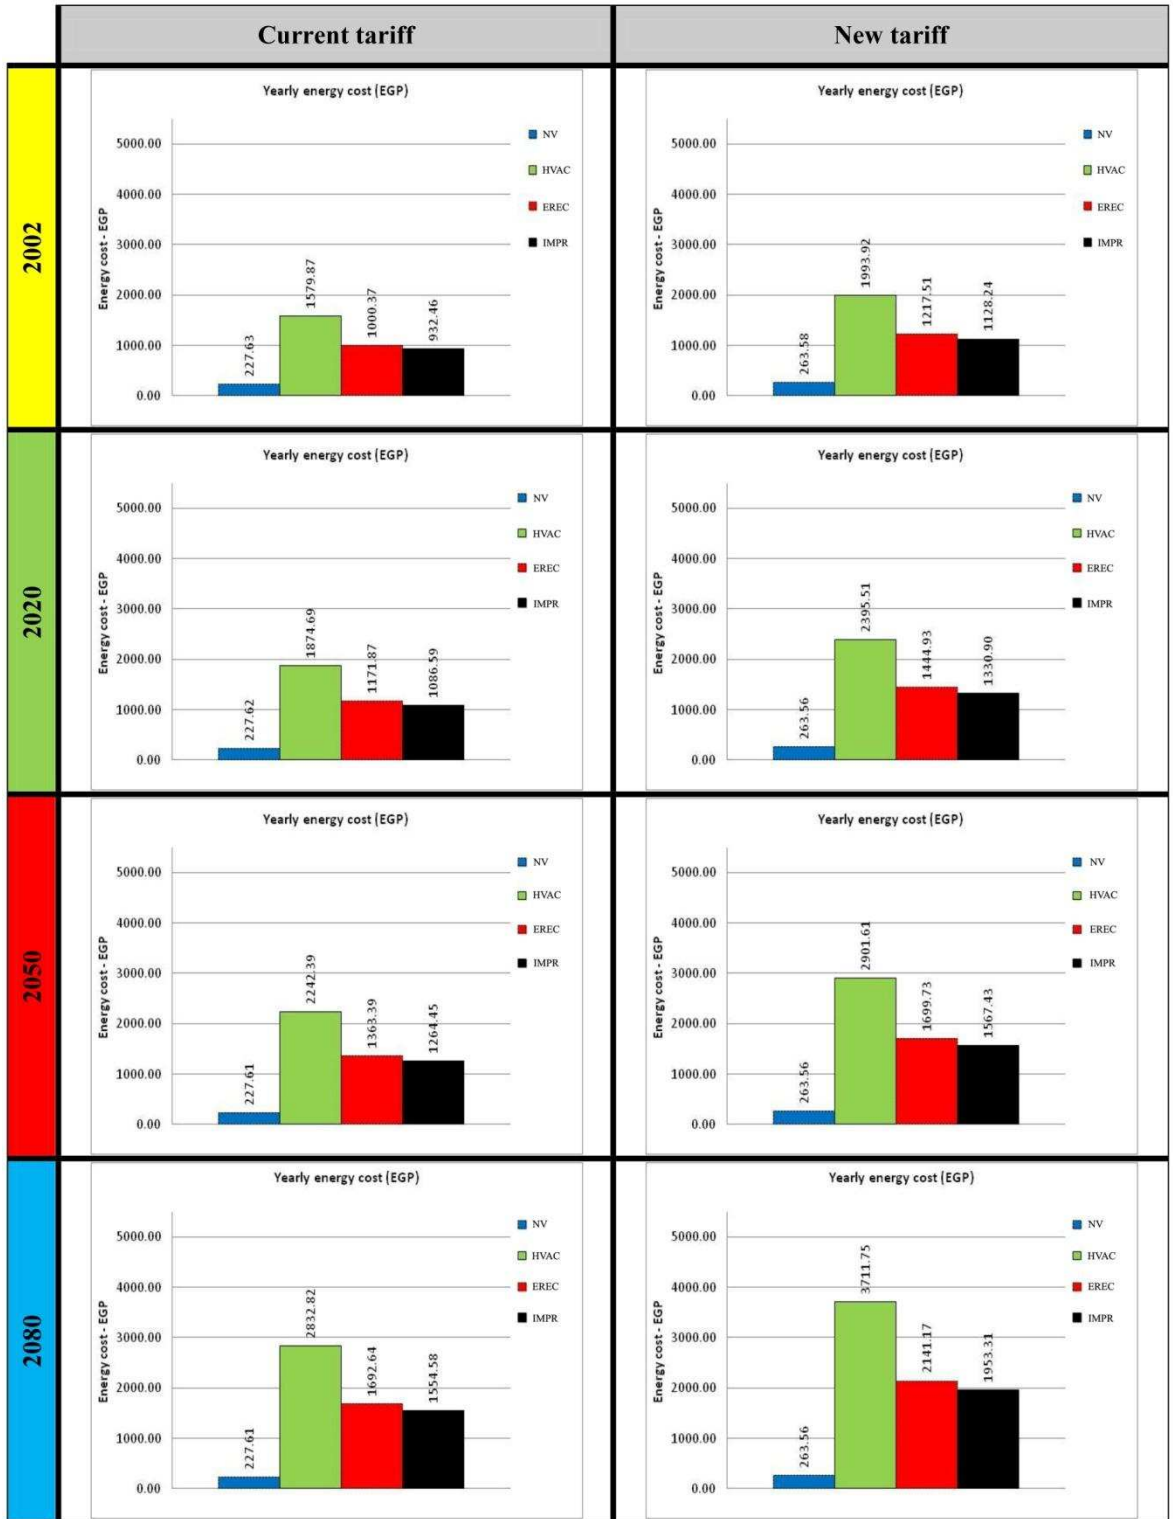 Current tariff
New tariff
2002
Yearly energy cost (EGP)
Energy cost - EGP
5000.00
4000.00
3000.00
2000.00
1000.00
0.00
227.63
1579.87
1000.37
932.46
NV
HVAC
EREC
IMPR
Yearly energy cost (EGP)
Energy cost - EGP
5000.00
4000.00
3000.00
2000.00
1000.00
0.00
263.58
1993.92
1217.51
1128.24
NV
HVAC
EREC
IMPR
2020
Yearly energy cost (EGP)
Energy cost - EGP
5000.00
4000.00
3000.00
2000.00
1000.00
0.00
227.62
1874.69
1171.87
1086.59
NV
HVAC
EREC
IMPR
Yearly energy cost (EGP)
Energy cost - EGP
5000.00
4000.00
3000.00
2000.00
1000.00
0.00
263.56
2395.51
1444.93
1330.90
NV
HVAC
EREC
IMPR
2050
Yearly energy cost (EGP)
Energy cost - EGP
5000.00
4000.00
3000.00
2000.00
1000.00
0.00
227.61
2242.39
1363.39
1264.45
NV
HVAC
EREC
IMPR
Yearly energy cost (EGP)
Energy cost - EGP
5000.00
4000.00
3000.00
2000.00
1000.00
0.00
263.56
2901.61
1699.73
1567.43
NV
HVAC
EREC
IMPR
2080
Yearly energy cost (EGP)
Energy cost - EGP
5000.00
4000.00
3000.00
2000.00
1000.00
0.00
227.61
2832.82
1692.64
1554.58
NV
HVAC
EREC
IMPR
Yearly energy cost (EGP)
Energy cost - EGP
5000.00
4000.00
3000.00
2000.00
1000.00
0.00
263.56
3711.75
2141.17
1953.31
NV
HVAC
EREC
IMPR